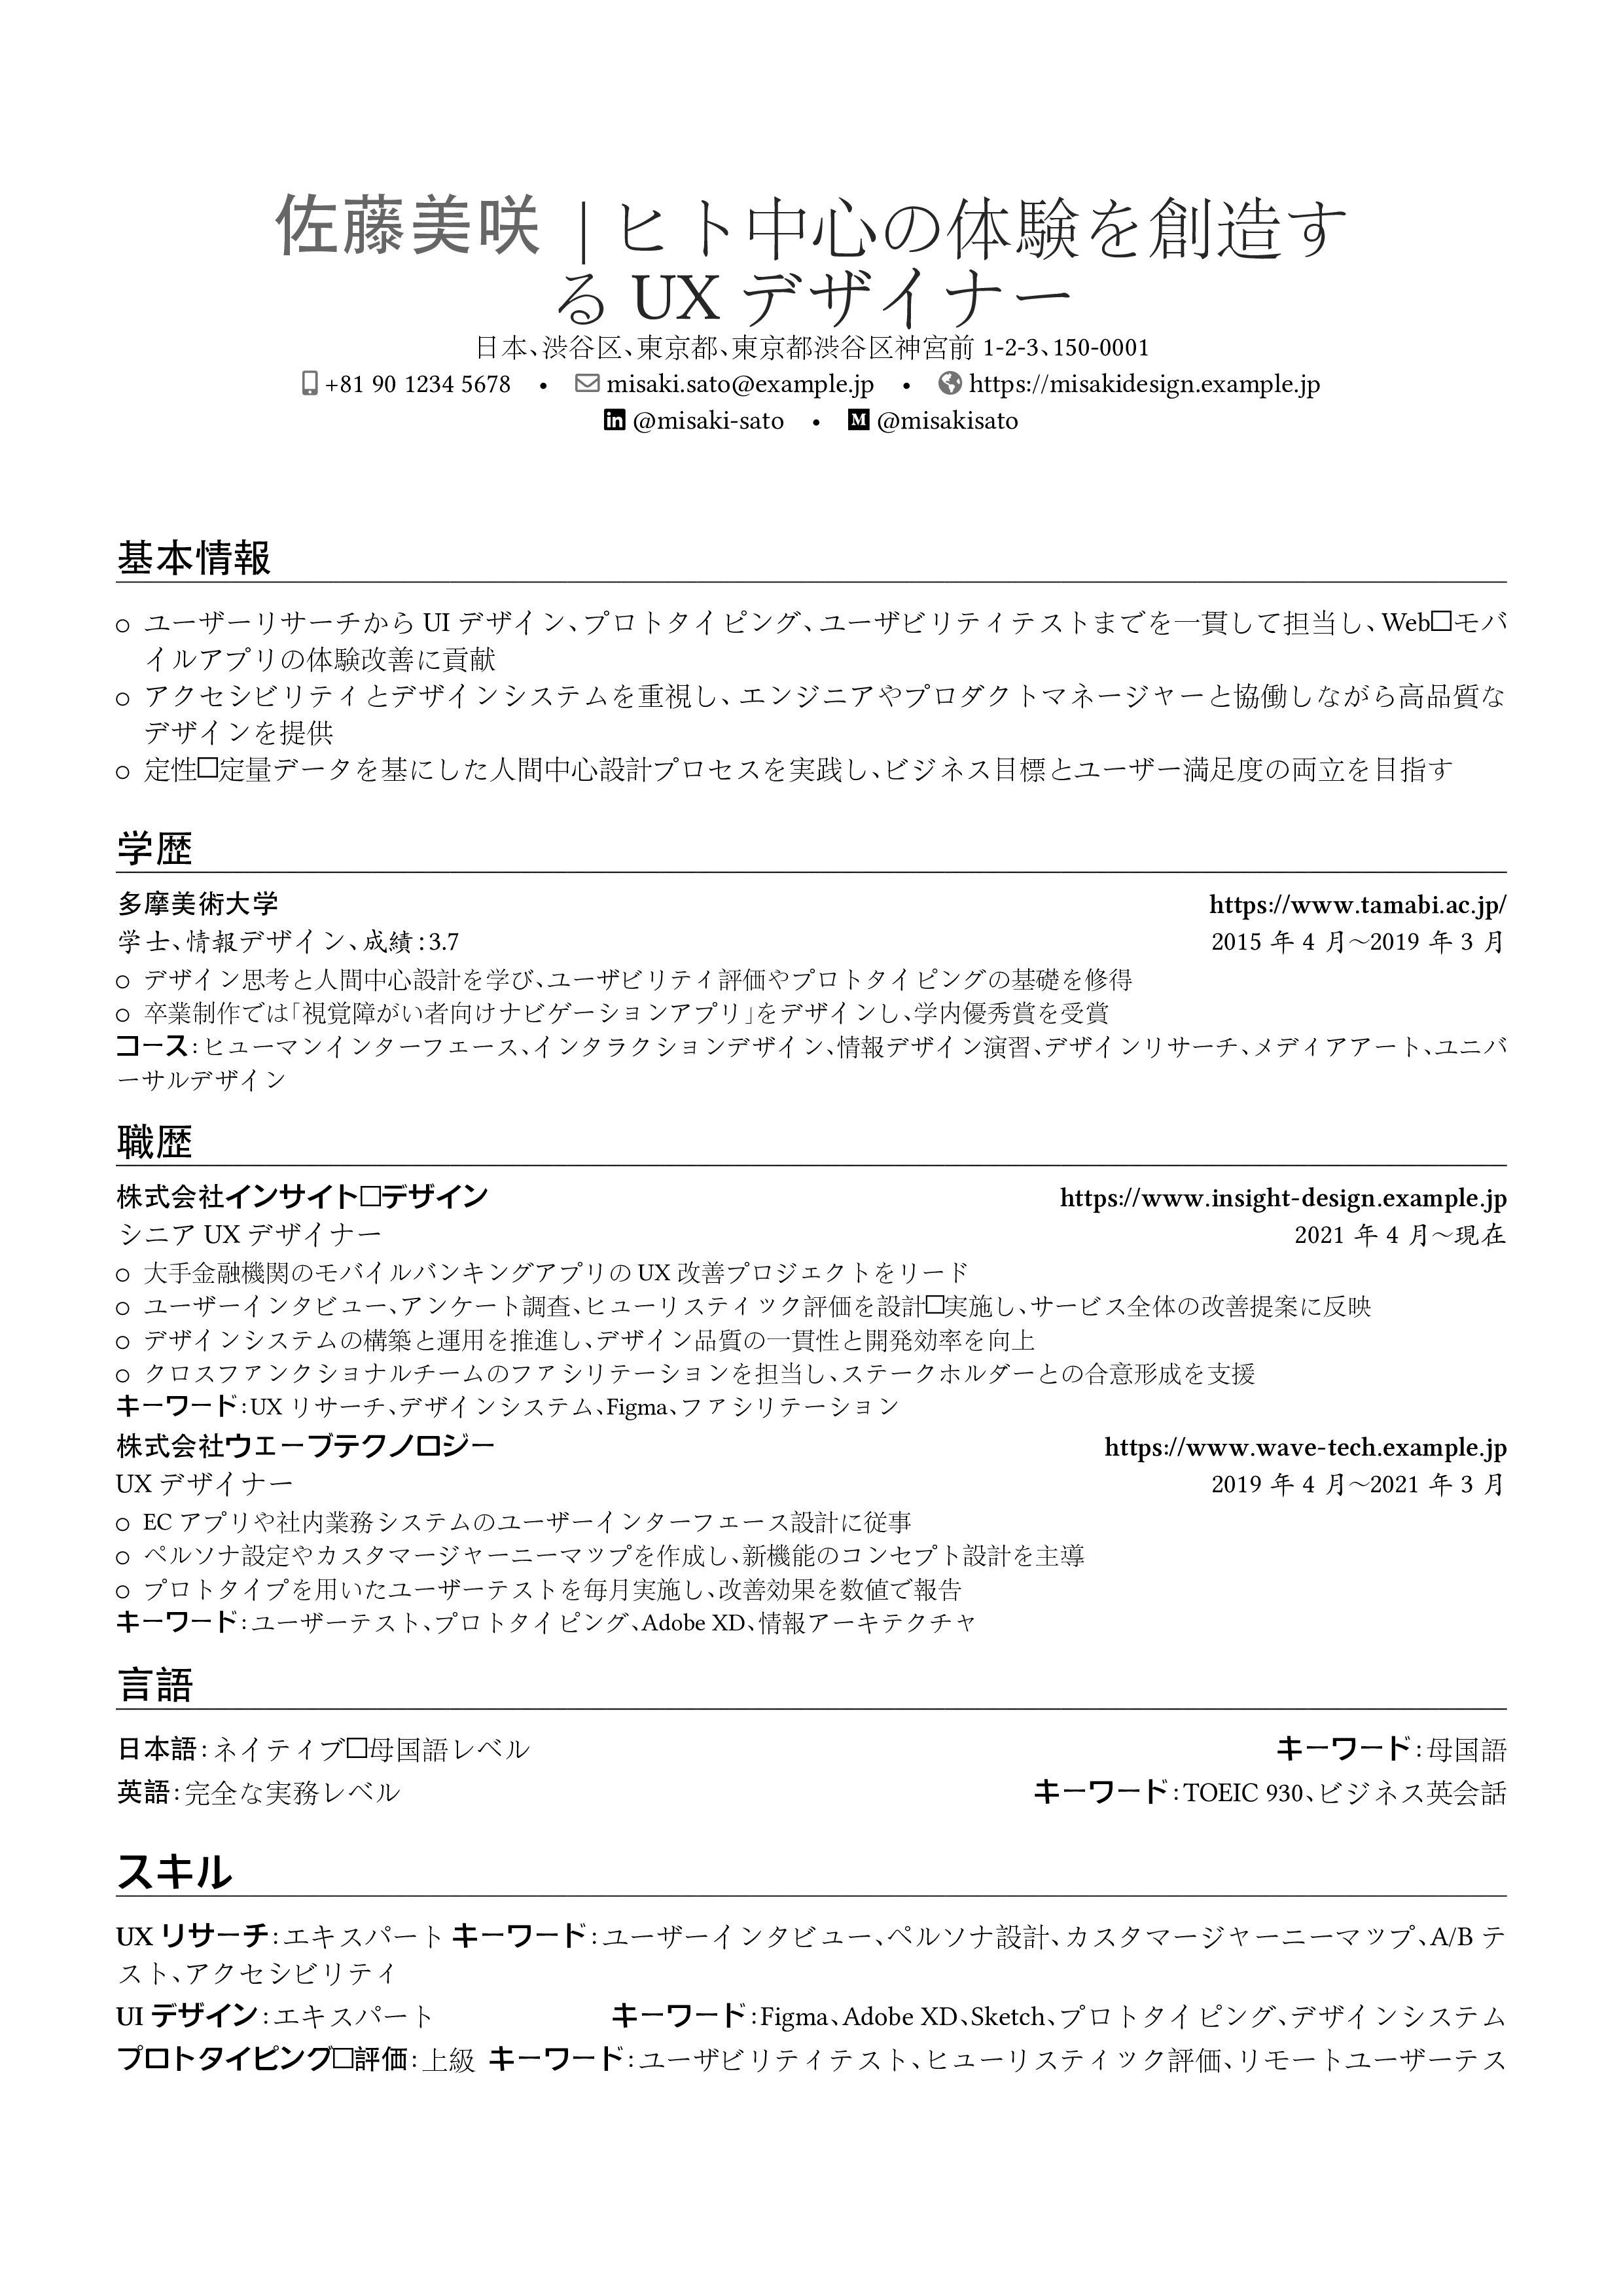 佐藤美咲 | ヒト中心の体験を創造す
る UX デザイナー
日本、渋谷区、東京都、東京都渋谷区神宮前 1-2-3、150-0001
+81 90 1234 5678 • misaki.sato@example.jp • https://misakidesign.example.jp
@misaki-sato • @misakisato
基本情報
○ ユーザーリサーチから UI デザイン、プロトタイピング、ユーザビリティテストまでを一貫して担当し、Web□モバ
イルアプリの体験改善に貢献
○ アクセシビリティとデザインシステムを重視し、エンジニアやプロダクトマネージャーと協働しながら高品質な
デザインを提供
○ 定性□定量データを基にした人間中心設計プロセスを実践し、ビジネス目標とユーザー満足度の両立を目指す
学歴
多摩美術大学 https://www.tamabi.ac.jp/
学士、情報デザイン、成績：3.7 2015 年 4 月～2019 年 3 月
○ デザイン思考と人間中心設計を学び、ユーザビリティ評価やプロトタイピングの基礎を修得
○ 卒業制作では「視覚障がい者向けナビゲーションアプリ」をデザインし、学内優秀賞を受賞
コース：ヒューマンインターフェース、インタラクションデザイン、情報デザイン演習、デザインリサーチ、メディアアート、ユニバ
ーサルデザイン
職歴
株式会社インサイト□デザイン https://www.insight-design.example.jp
シニア UX デザイナー 2021 年 4 月～現在
○ 大手金融機関のモバイルバンキングアプリの UX 改善プロジェクトをリード
○ ユーザーインタビュー、アンケート調査、ヒューリスティック評価を設計□実施し、サービス全体の改善提案に反映
○ デザインシステムの構築と運用を推進し、デザイン品質の一貫性と開発効率を向上
○ クロスファンクショナルチームのファシリテーションを担当し、ステークホルダーとの合意形成を支援
キーワード：UX リサーチ、デザインシステム、Figma、ファシリテーション
株式会社ウエーブテクノロジー https://www.wave-tech.example.jp
UX デザイナー 2019 年 4 月～2021 年 3 月
○ EC アプリや社内業務システムのユーザーインターフェース設計に従事
○ ペルソナ設定やカスタマージャーニーマップを作成し、新機能のコンセプト設計を主導
○ プロトタイプを用いたユーザーテストを毎月実施し、改善効果を数値で報告
キーワード：ユーザーテスト、プロトタイピング、Adobe XD、情報アーキテクチャ
言語
日本語：ネイティブ□母国語レベル キーワード：母国語
英語：完全な実務レベル キーワード：TOEIC 930、ビジネス英会話
スキル
UX リサーチ：エキスパート キーワード：ユーザーインタビュー、ペルソナ設計、カスタマージャーニーマップ、A/B テ
スト、アクセシビリティ
UI デザイン：エキスパート キーワード：Figma、Adobe XD、Sketch、プロトタイピング、デザインシステム
プロトタイピング□評価：上級 キーワード：ユーザビリティテスト、ヒューリスティック評価、リモートユーザーテス